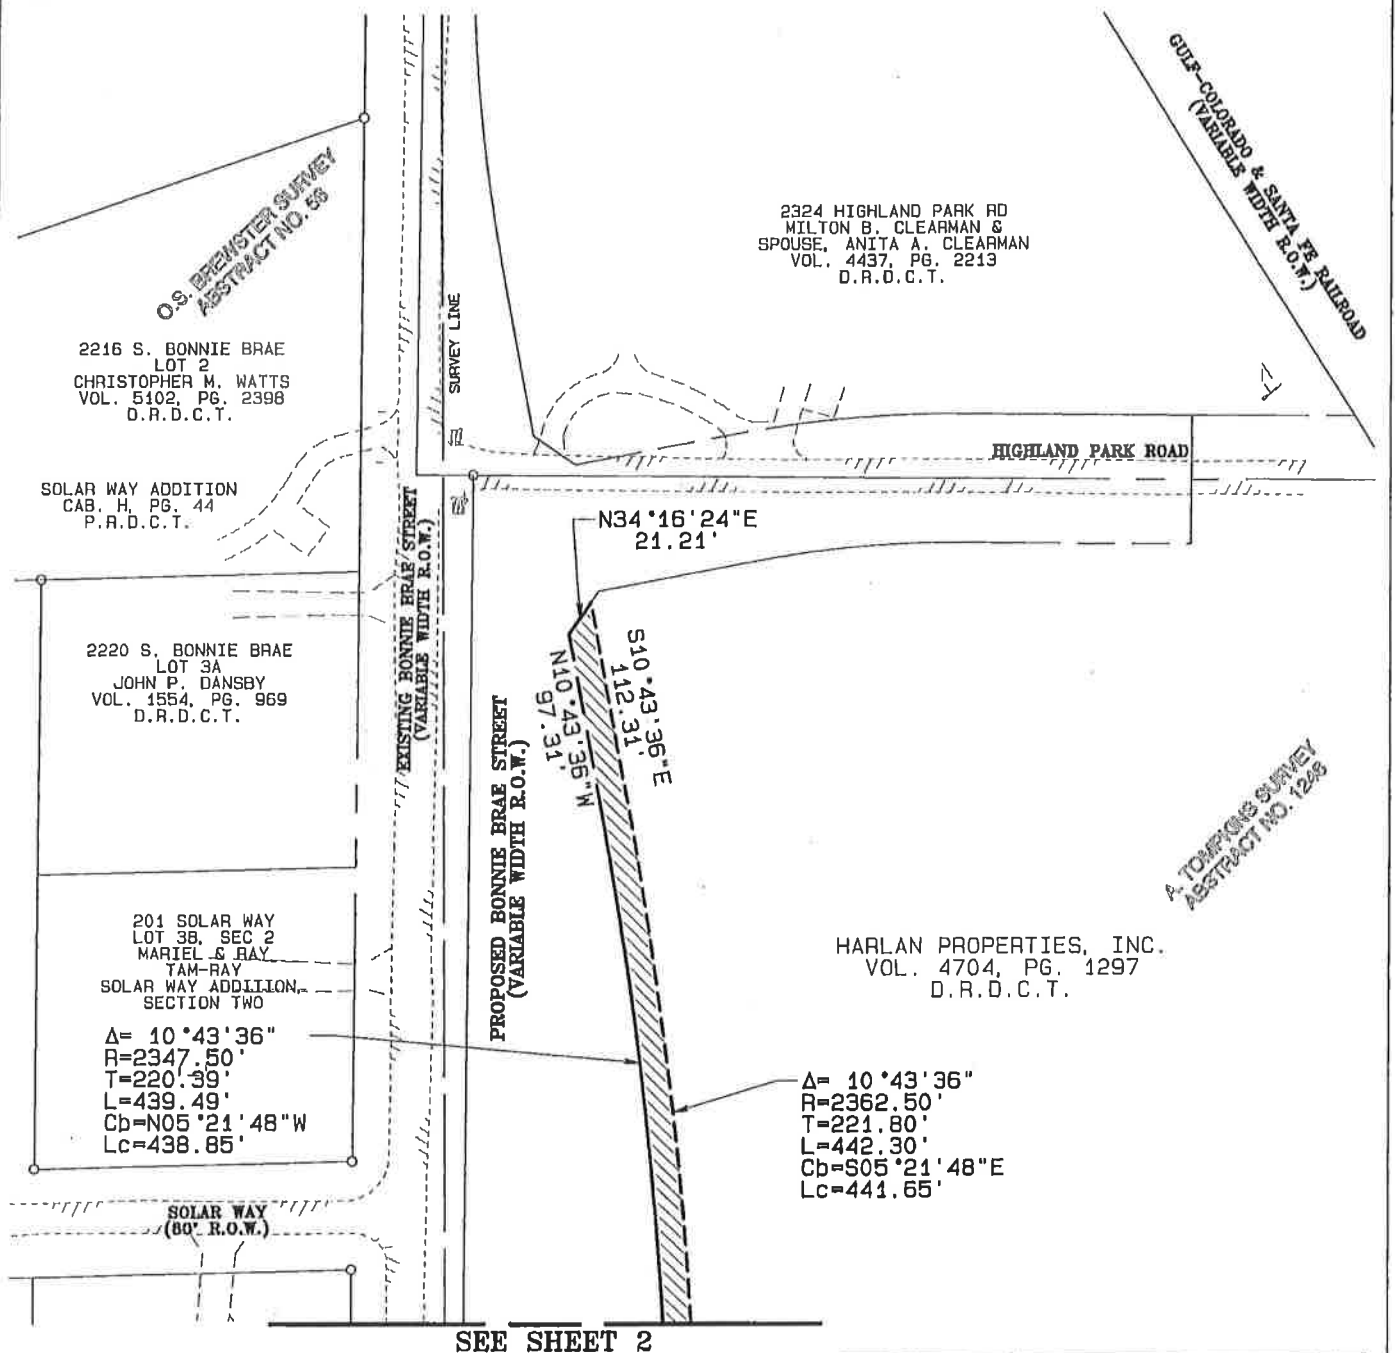 GULF-COLORADO & SANTA FE RAILROAD
(VARIABLE WIDTH R.O.W.)
O.S. BREWSTER SURVEY
ABSTRACT NO. 56
2324 HIGHLAND PARK RD
MILTON B. CLEARMAN &
SPOUSE, ANITA A. CLEARMAN
VOL. 4437, PG. 2213
D.R.D.C.T.
SURVEY LINE
2216 S. BONNIE BRAE
LOT 2
CHRISTOPHER M. WATTS
VOL. 5102, PG. 2398
D.R.D.C.T.
HIGHLAND PARK ROAD
SOLAR WAY ADDITION
CAB. H, PG. 44
P.R.D.C.T.
N34°16'24"E
21.21'
EXISTING BONNIE BRAE STREET
(VARIABLE WIDTH R.O.W.)
2220 S. BONNIE BRAE
LOT 3A
JOHN P. DANSBY
VOL. 1554, PG. 969
D.R.D.C.T.
S10°43'36"E
112.31'
N10°43'36"W
97.31'
PROPOSED BONNIE BRAE STREET
(VARIABLE WIDTH R.O.W.)
A. TOMPKINS SURVEY
ABSTRACT NO. 1246
201 SOLAR WAY
LOT 3B, SEC 2
MARIEL & RAY
TAM-RAY
SOLAR WAY ADDITION,
SECTION TWO
HARLAN PROPERTIES, INC.
VOL. 4704, PG. 1297
D.R.D.C.T.
Δ= 10°43'36"
R=2347.50'
T=220.39'
L=439.49'
Cb=N05°21'48"W
Lc=438.85'
Δ= 10°43'36"
R=2362.50'
T=221.80'
L=442.30'
Cb=S05°21'48"E
Lc=441.65'
SOLAR WAY
(80' R.O.W.)
SEE SHEET 2